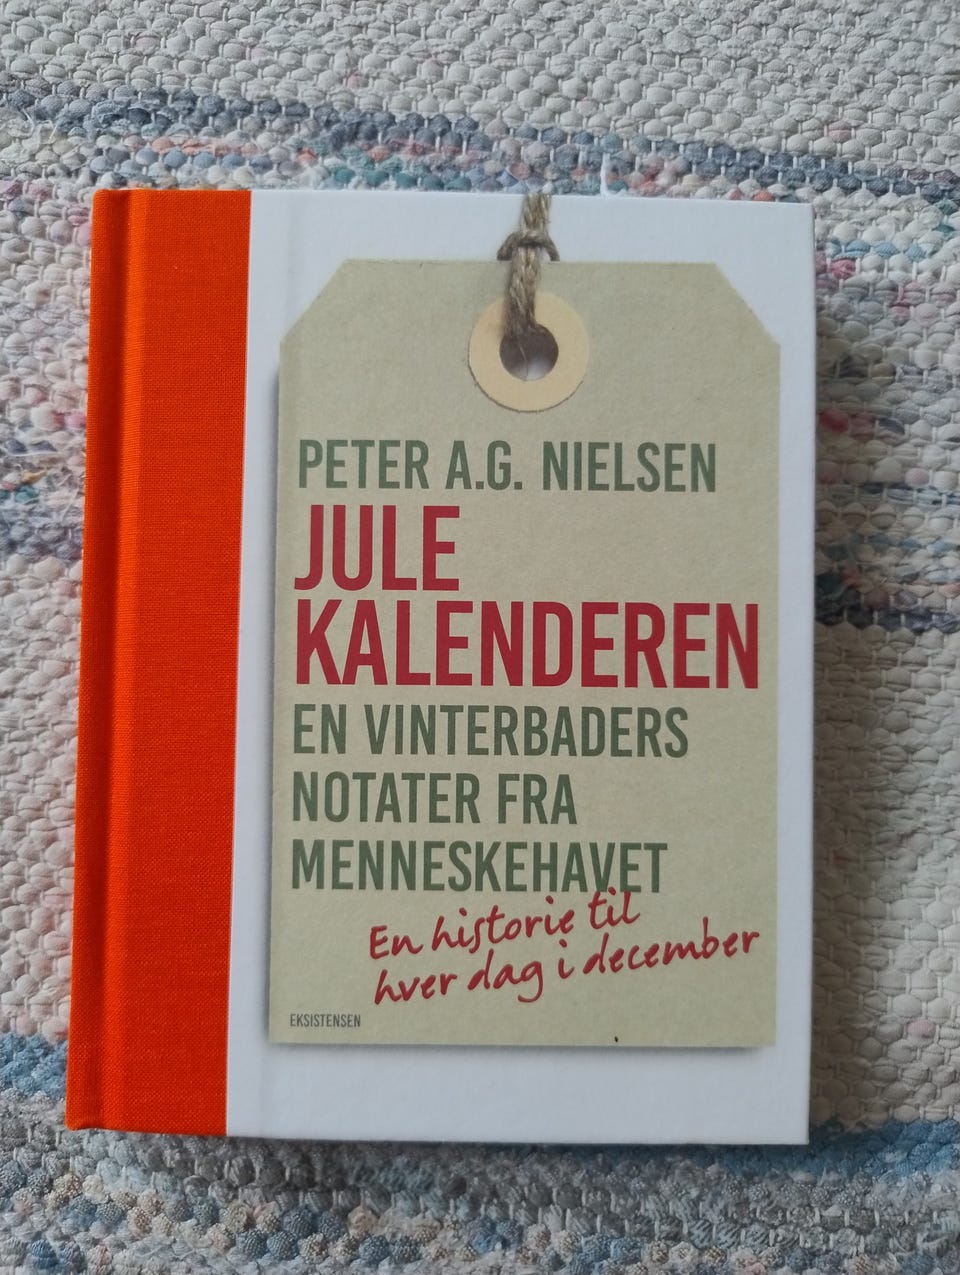 PETER A.G. NIELSEN
JULE
KALENDEREN
EN VINTERBADERS
NOTATER FRA
MENNESKEHAVET
En historie til
hver dag i december
EKSISTENSEN